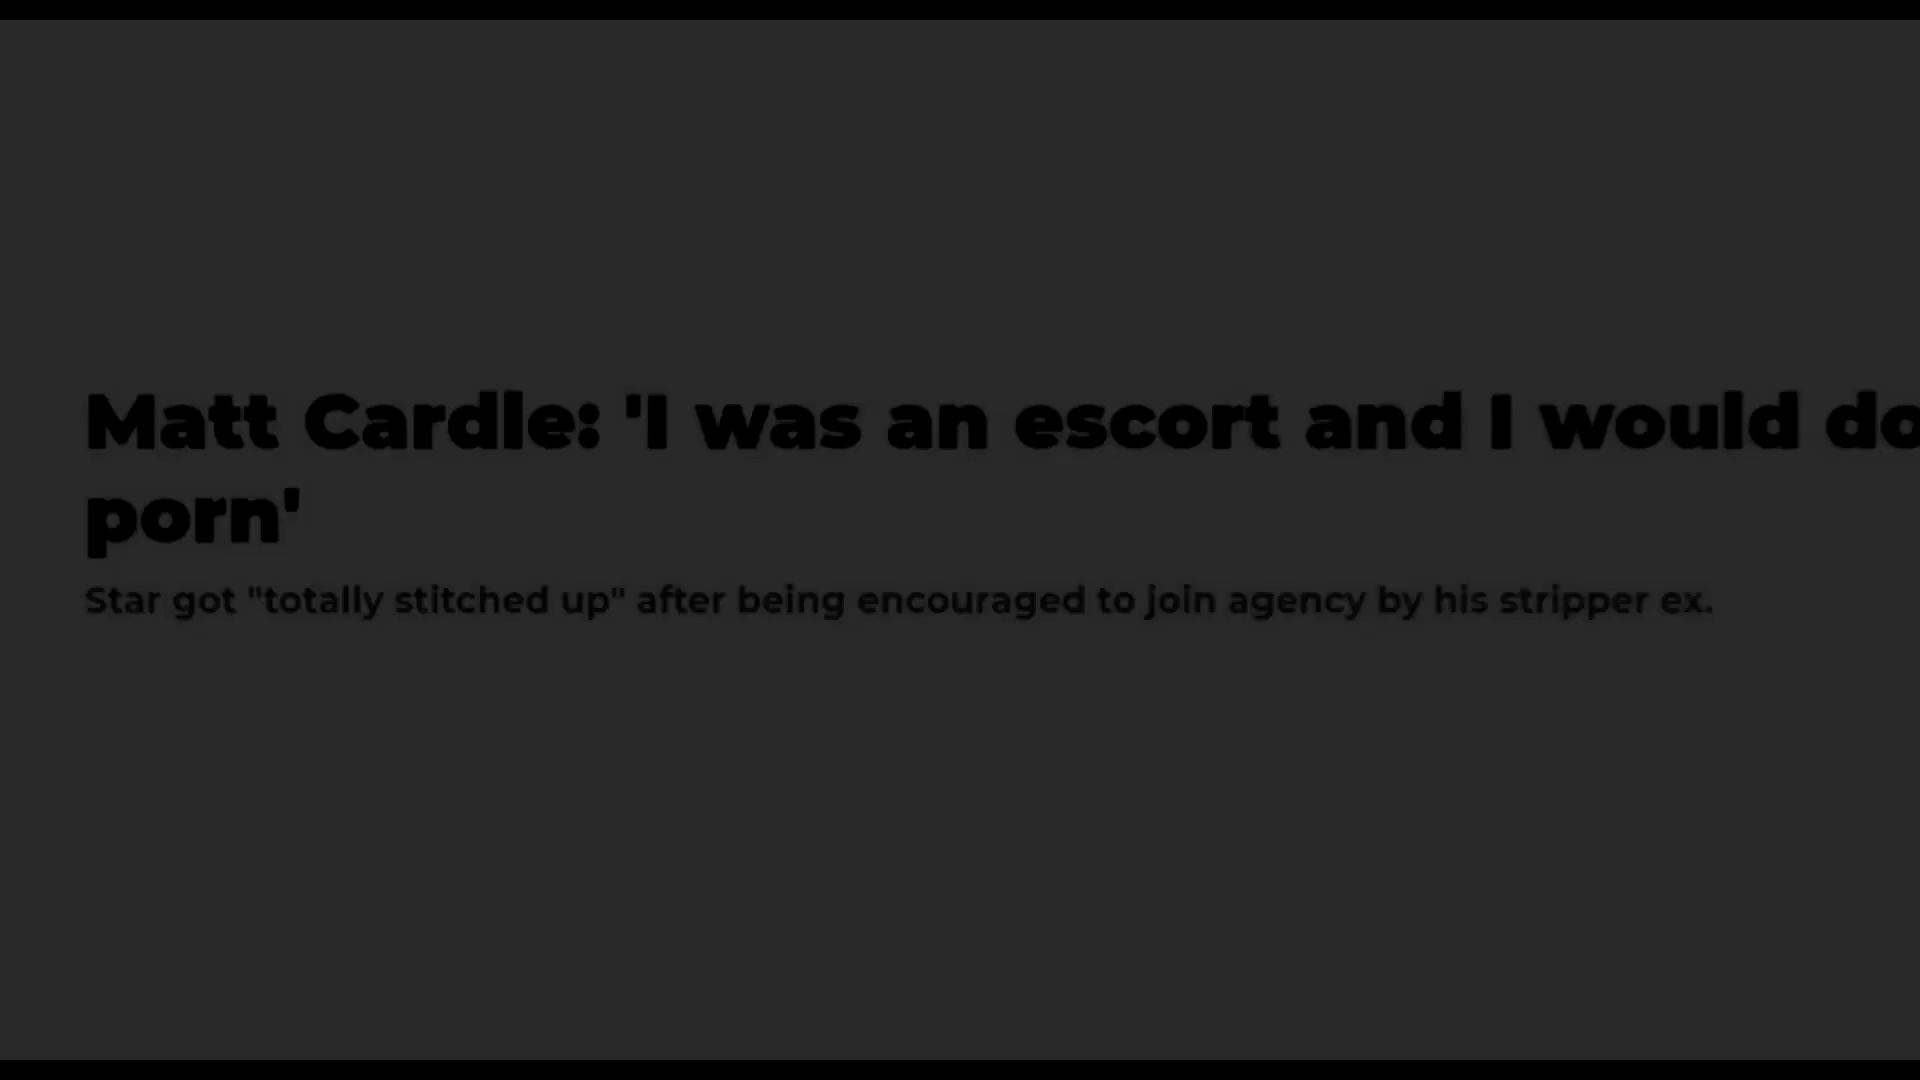 Matt Cardle: 'I was an escort and I would do
porn'
Star got "totally stitched up" after being encouraged to join agency by his stripper ex.